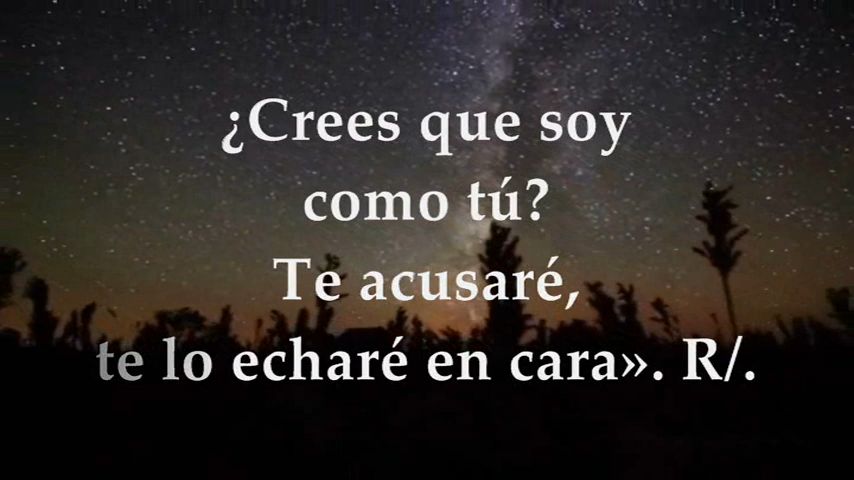 ¿Crees que soy
como tú?
Te acusaré,
te lo echaré en cara». R/.